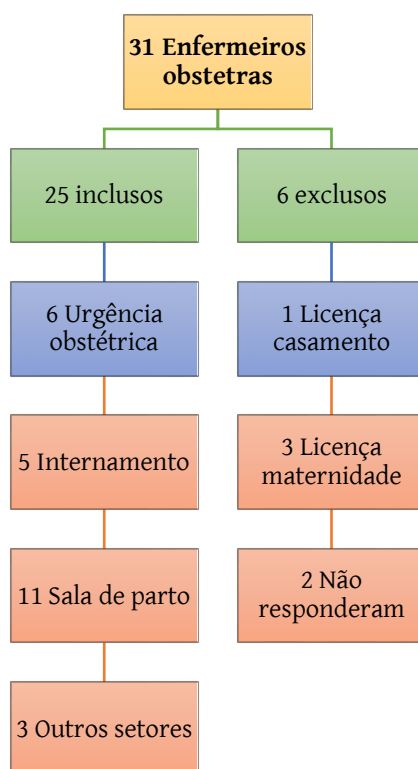 31 Enfermeiros
obstetras
25 inclusos
6 exclusos
6 Urgência
obstétrica
1 Licença
casamento
5 Internamento
3 Licença
maternidade
11 Sala de parto
2 Não
responderam
3 Outros setores